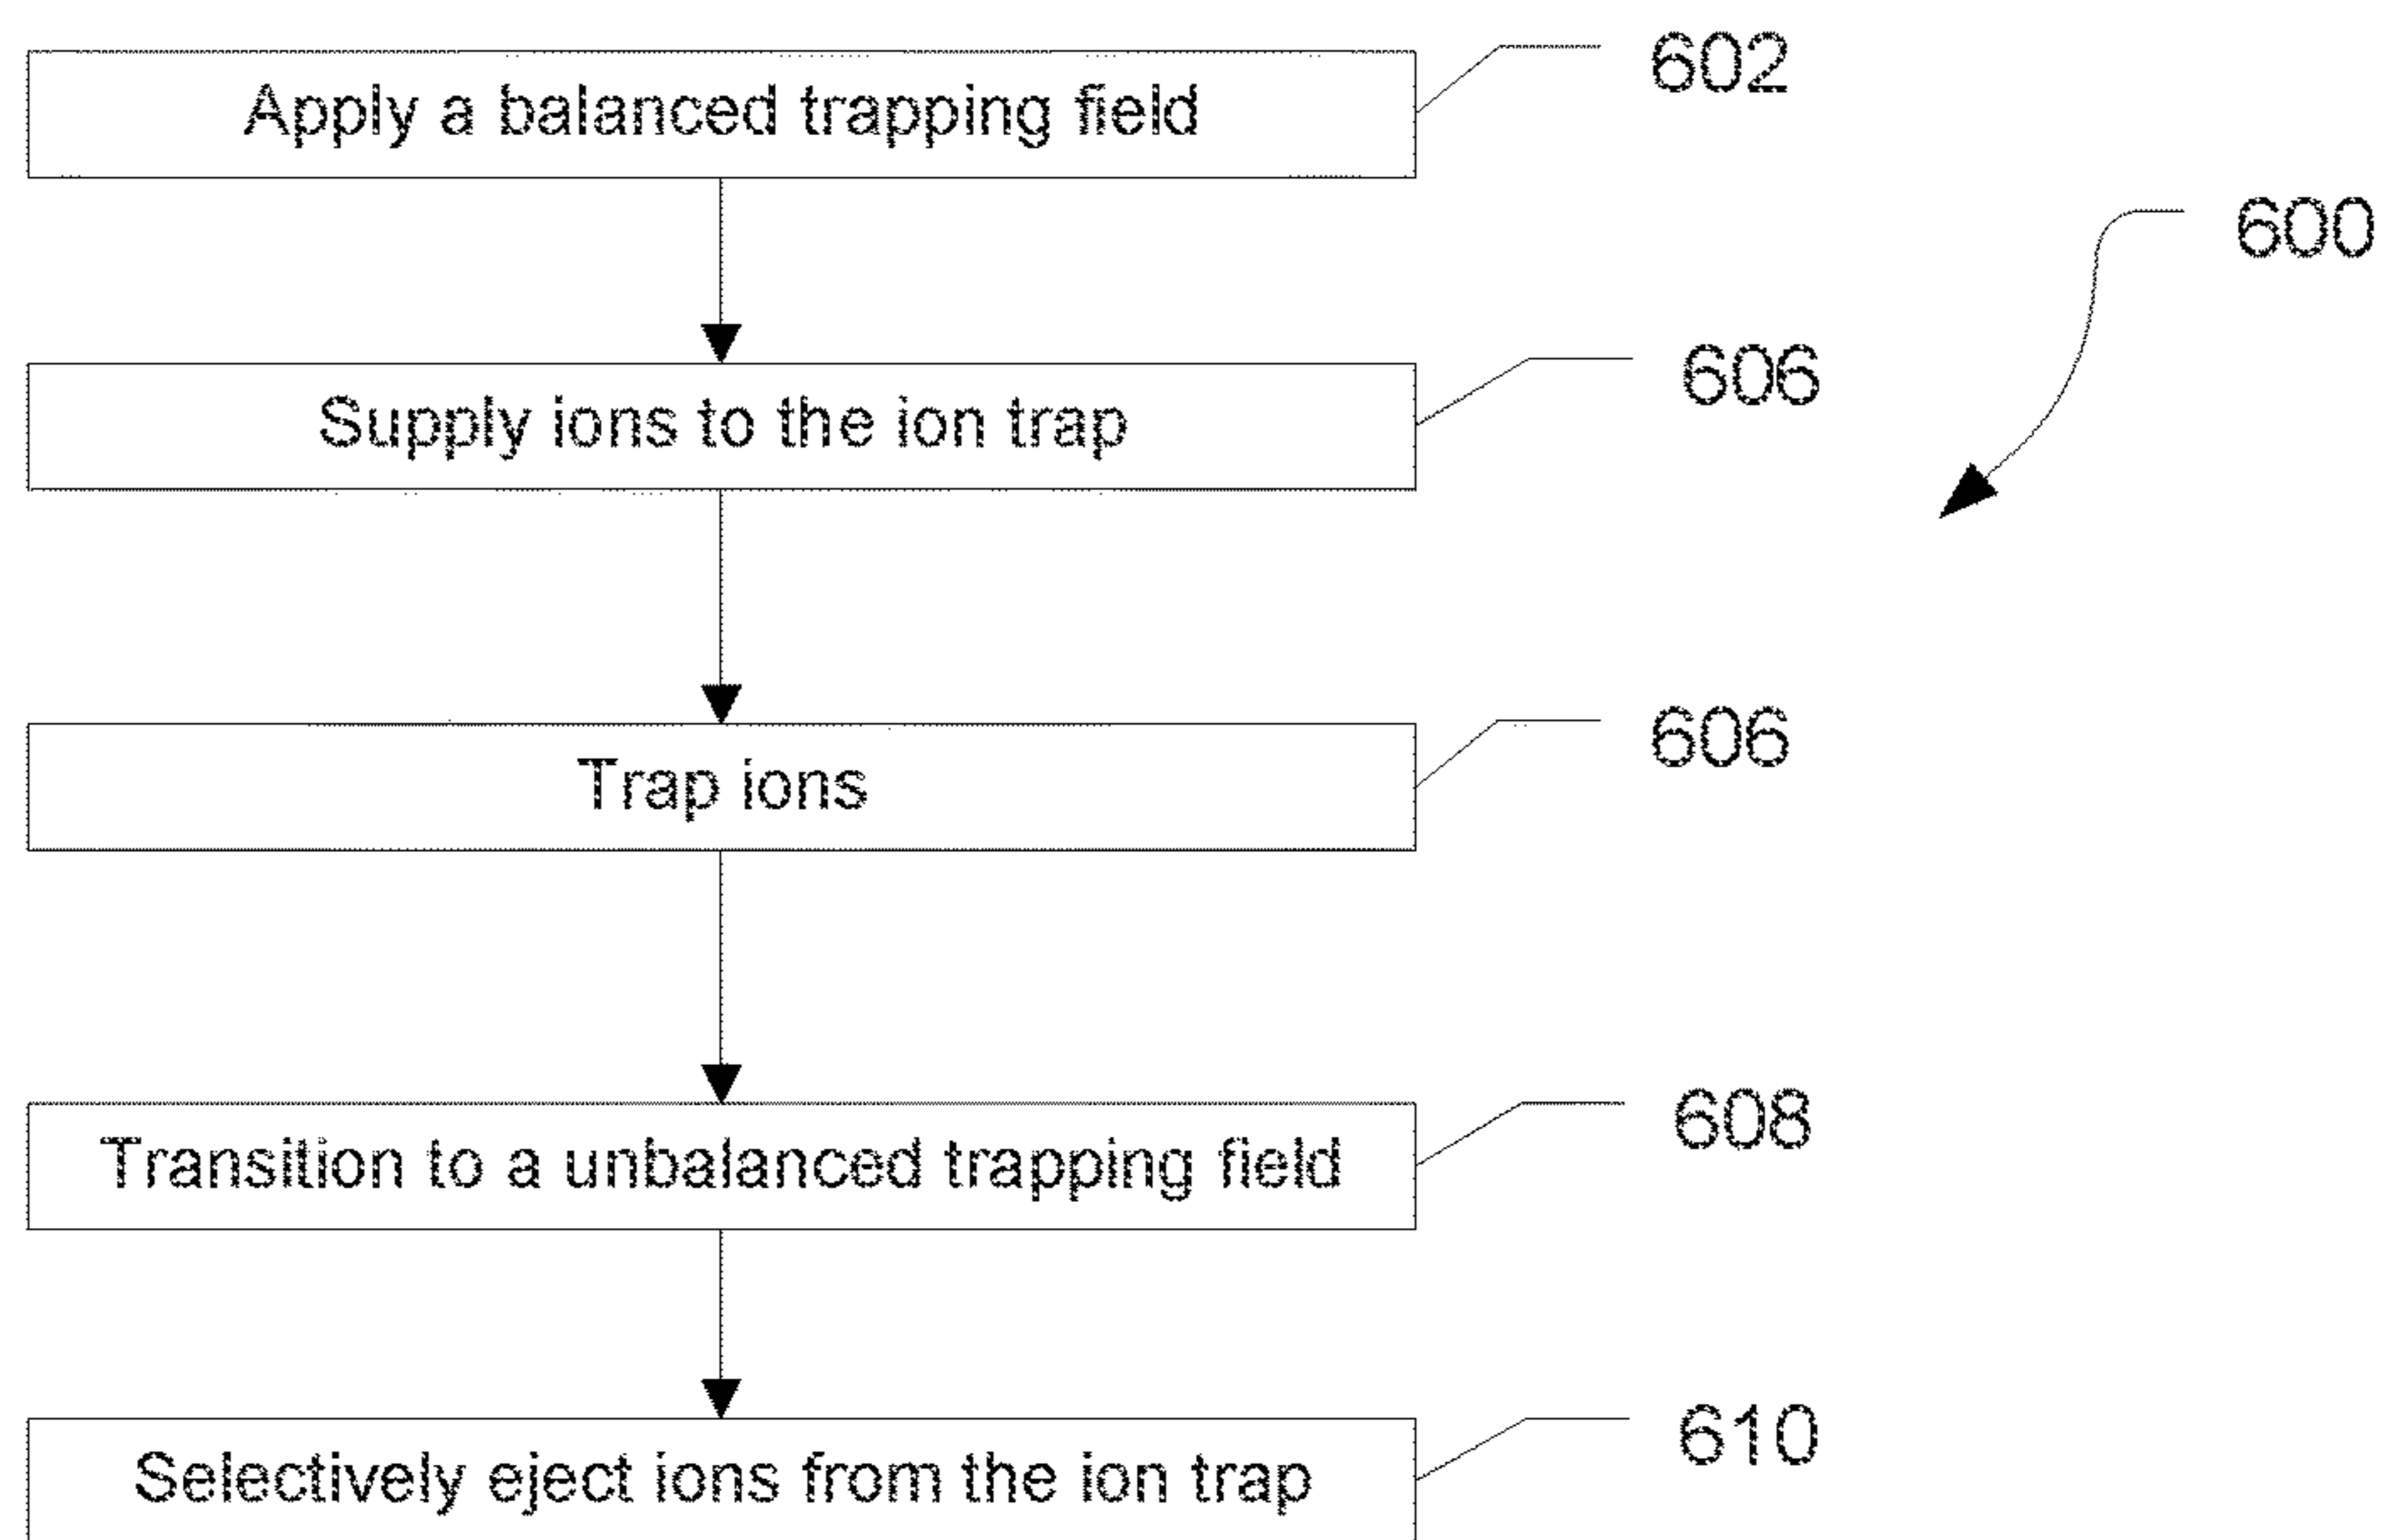 Apply a balanced trapping field
602
600
Supply ions to the ion trap
606
Trap ions
606
Transition to a unbalanced trapping field
608
Selectively eject ions from the ion trap
610